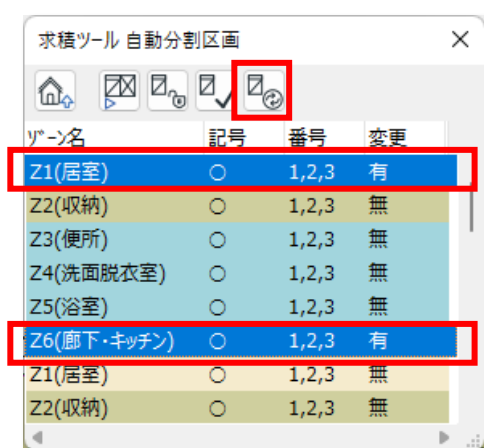 求積ツール 自動分割区画
ゾーン名 記号 番号 変更
Z1(居室) ○ 1,2,3 有
Z2(収納) ○ 1,2,3 無
Z3(便所) ○ 1,2,3 無
Z4(洗面脱衣室) ○ 1,2,3 無
Z5(浴室) ○ 1,2,3 無
Z6(廊下・キッチン) ○ 1,2,3 有
Z1(居室) ○ 1,2,3 無
Z2(収納) ○ 1,2,3 無